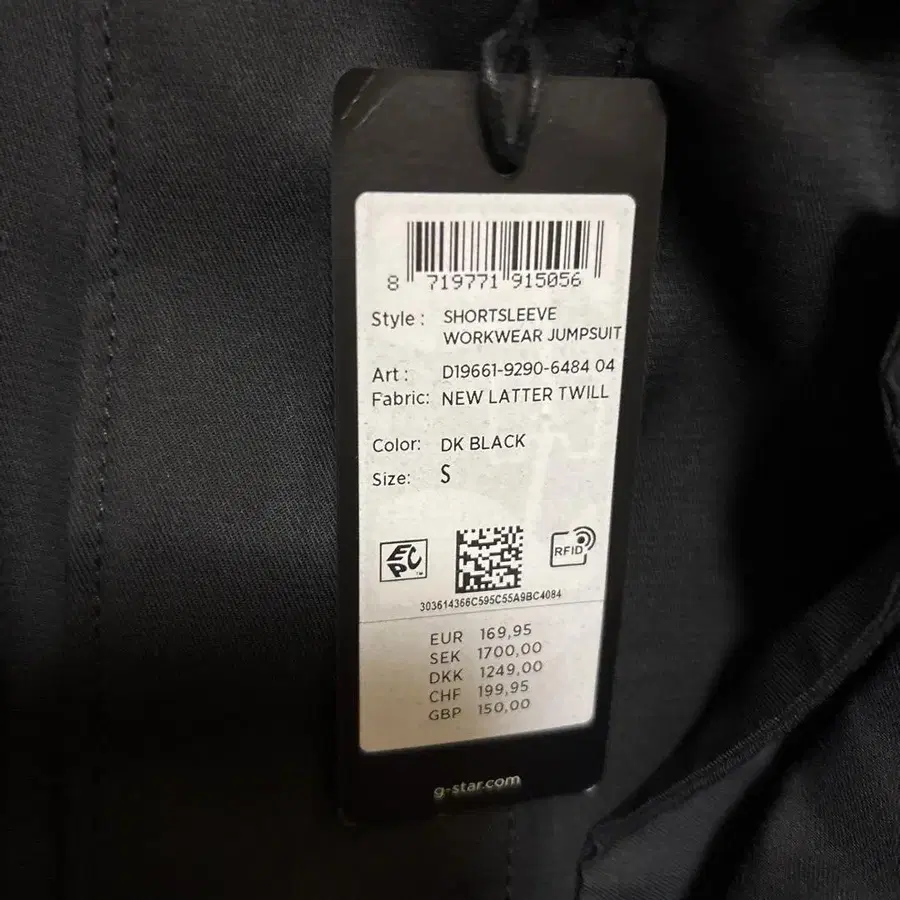 8 719771 915056
Style : SHORTSLEEVE
WORKWEAR JUMPSUIT
Art : D19661-9290-6484 04
Fabric: NEW LATTER TWILL
Color: DK BLACK
Size: S
EPC™
RFID
303614366C595C55A9BC4084
EUR 169,95
SEK 1700,00
DKK 1249,00
CHF 199,95
GBP 150,00
g-star.com